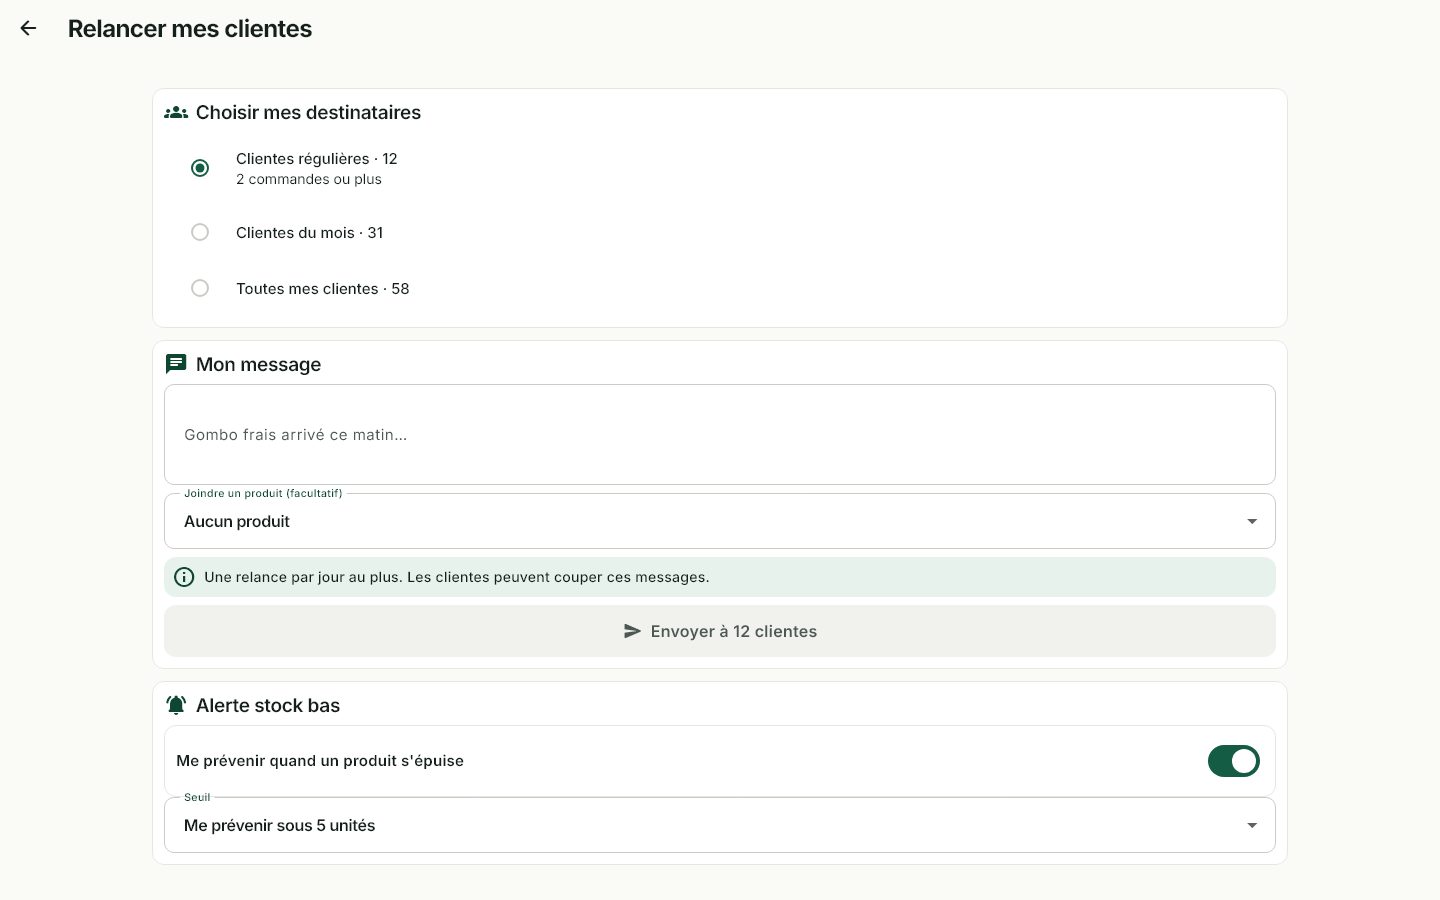 Relancer mes clientes
Choisir mes destinataires
Clientes régulières · 12
2 commandes ou plus
Clientes du mois · 31
Toutes mes clientes · 58
Mon message
Gombo frais arrivé ce matin...
Joindre un produit (facultatif)
Aucun produit
Une relance par jour au plus. Les clientes peuvent couper ces messages.
Envoyer à 12 clientes
Alerte stock bas
Me prévenir quand un produit s'épuise
Seuil
Me prévenir sous 5 unités